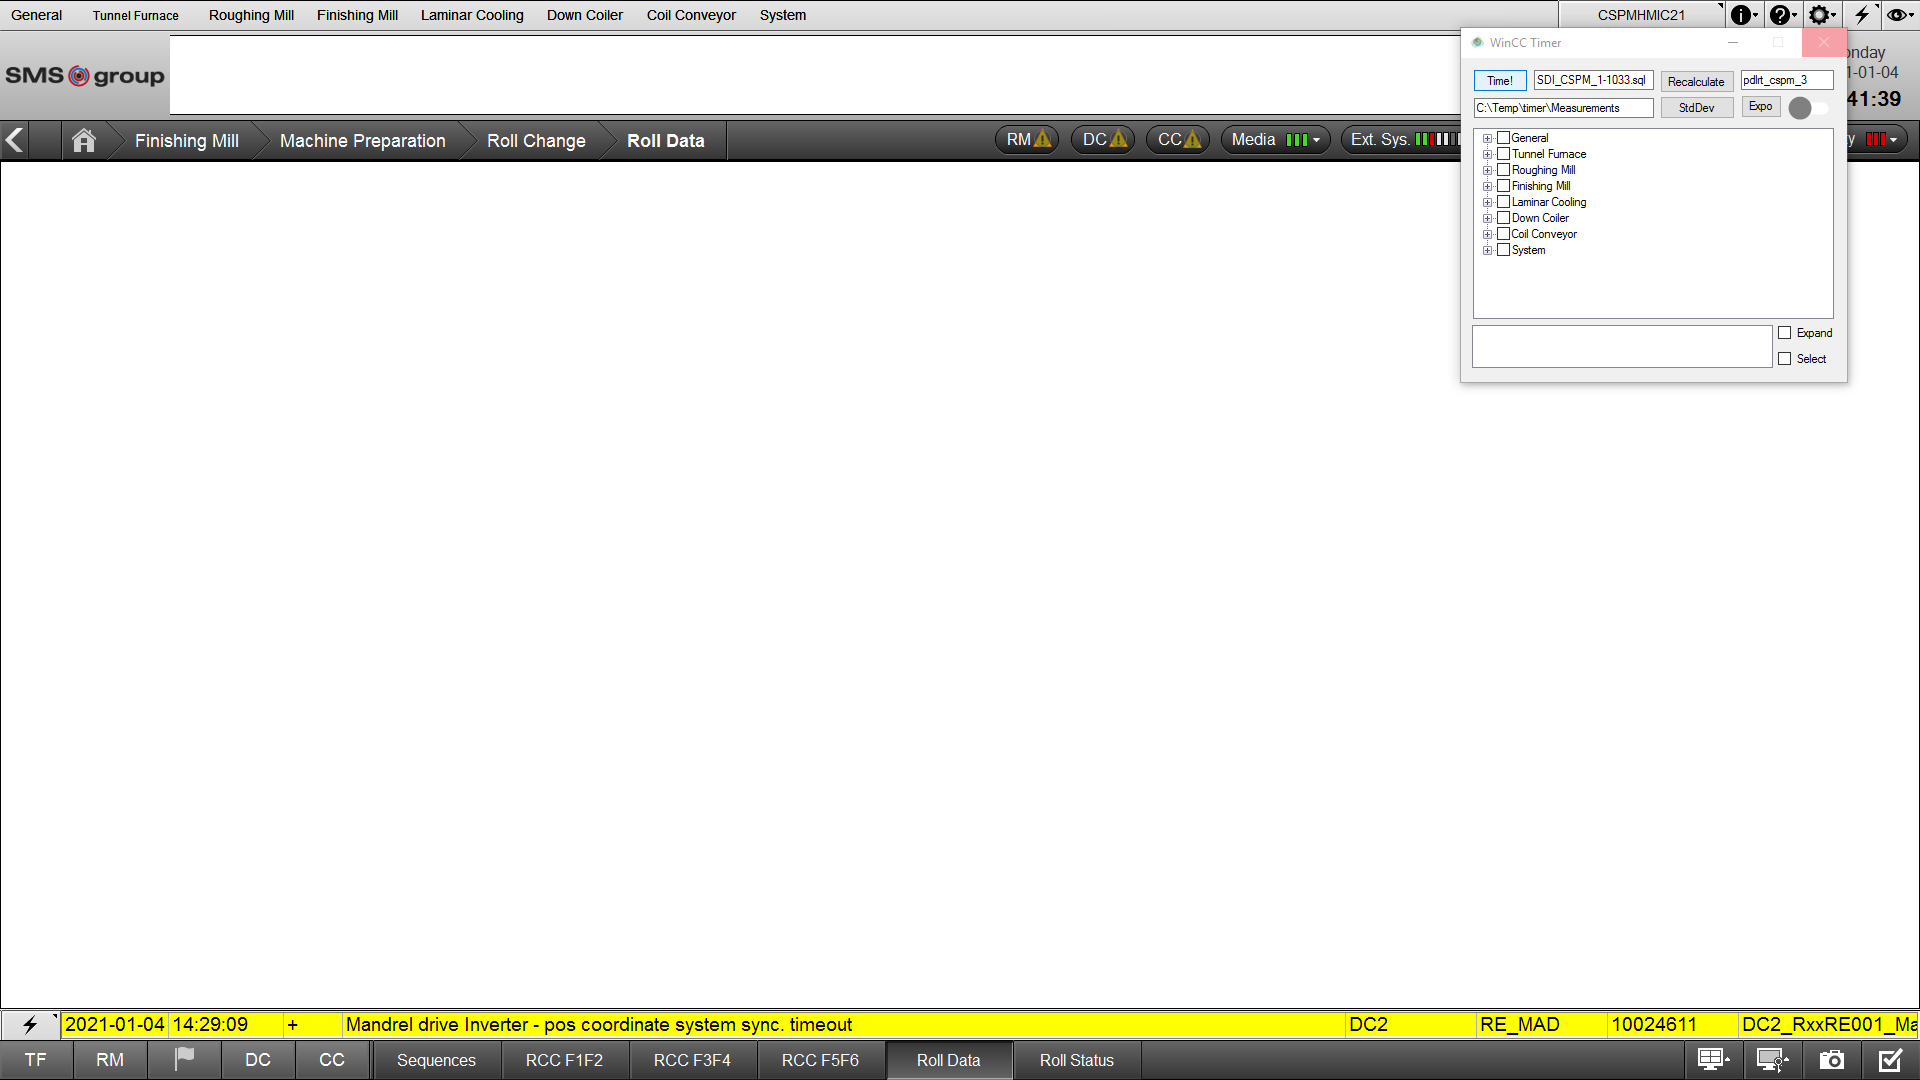 General Tunnel Furnace Roughing Mill Finishing Mill Laminar Cooling Down Coiler Coil Conveyor System CSPMHMIC21
SMS group
onday
1-01-04
41:39
WinCC Timer
Time! SDI_CSPM_1-1033.sql Recalculate pdlrt_cspm_3
C:\Temp\timer\Measurements StdDev Expo
General
Tunnel Furnace
Roughing Mill
Finishing Mill
Laminar Cooling
Down Coiler
Coil Conveyor
System
Expand
Select
Finishing Mill Machine Preparation Roll Change Roll Data RM DC CC Media Ext. Sys. y
2021-01-04 14:29:09 + Mandrel drive Inverter - pos coordinate system sync. timeout DC2 RE_MAD 10024611 DC2_RxxRE001_Ma
TF RM DC CC Sequences RCC F1F2 RCC F3F4 RCC F5F6 Roll Data Roll Status